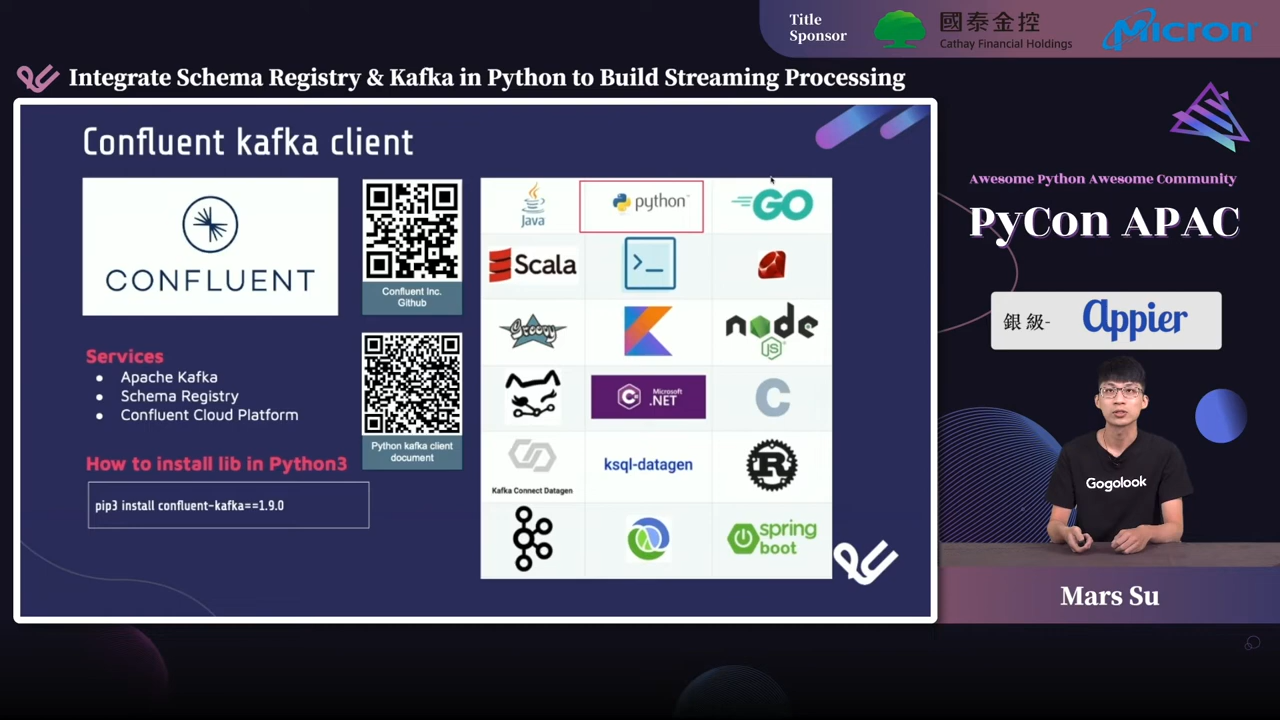 Title
Sponsor
國泰金控
Cathay Financial Holdings
Micron
Integrate Schema Registry & Kafka in Python to Build Streaming Processing
Confluent kafka client
CONFLUENT
Confluent Inc.
Github
Services
Apache Kafka
Schema Registry
Confluent Cloud Platform
Python kafka client
document
How to install lib in Python3
pip3 install confluent-kafka==1.9.0
Java
python
GO
Scala
>_
Groovy
node
JS
C#
Microsoft
.NET
C
Kafka Connect Datagen
ksql-datagen
R
spring
boot
Awesome Python Awesome Community
PyCon APAC
銀級-
Appier
Gogolook
Mars Su